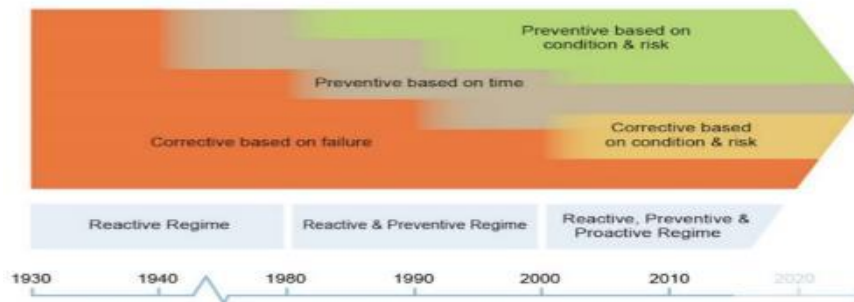 Preventive based on
condition & risk
Preventive based on time
Corrective based on failure
Corrective based
on condition & risk
Reactive Regime
Reactive & Preventive Regime
Reactive, Preventive &
Proactive Regime
1930 1940 1980 1990 2000 2010 2020